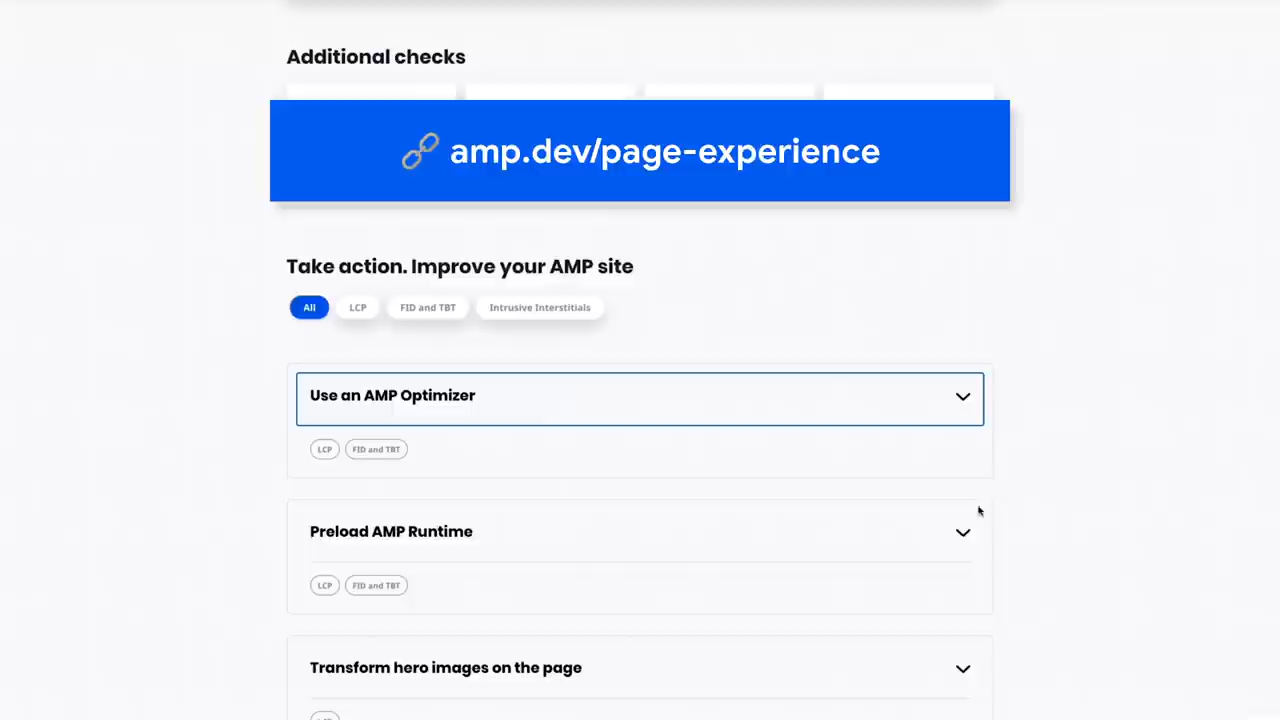 Additional checks
amp.dev/page-experience
Take action. Improve your AMP site
All LCP FID and TBT Intrusive Interstitials
Use an AMP Optimizer
LCP FID and TBT
Preload AMP Runtime
LCP FID and TBT
Transform hero images on the page